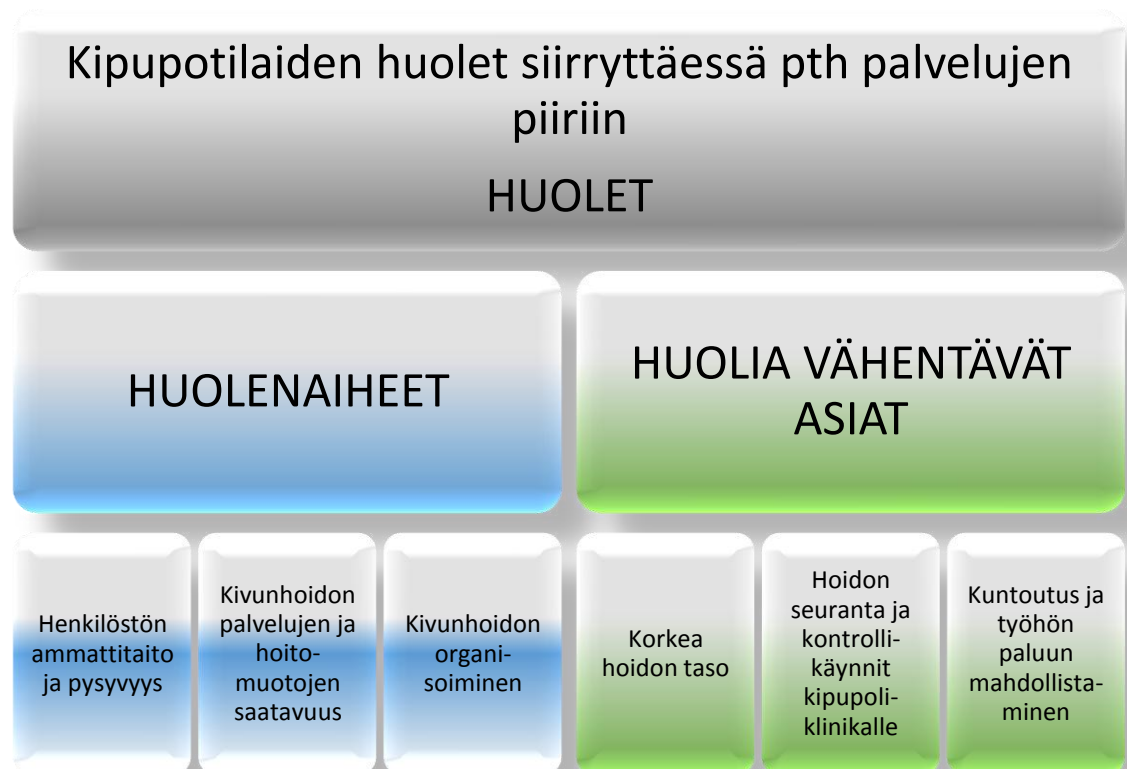 Kipupotilaiden huolet siirryttäessä pth palvelujen
piiriin
HUOLET
HUOLENAIHEET
HUOLIA VÄHENTÄVÄT
ASIAT
Henkilöstön
ammattitaito
ja pysyvyys
Kivunhoidon
palvelujen ja
hoito-
muotojen
saatavuus
Kivunhoidon
organi-
soiminen
Korkea
hoidon taso
Hoidon
seuranta ja
kontrolli-
käynnit
kipupoli-
klinikalle
Kuntoutus ja
työhön
paluun
mahdollista-
minen